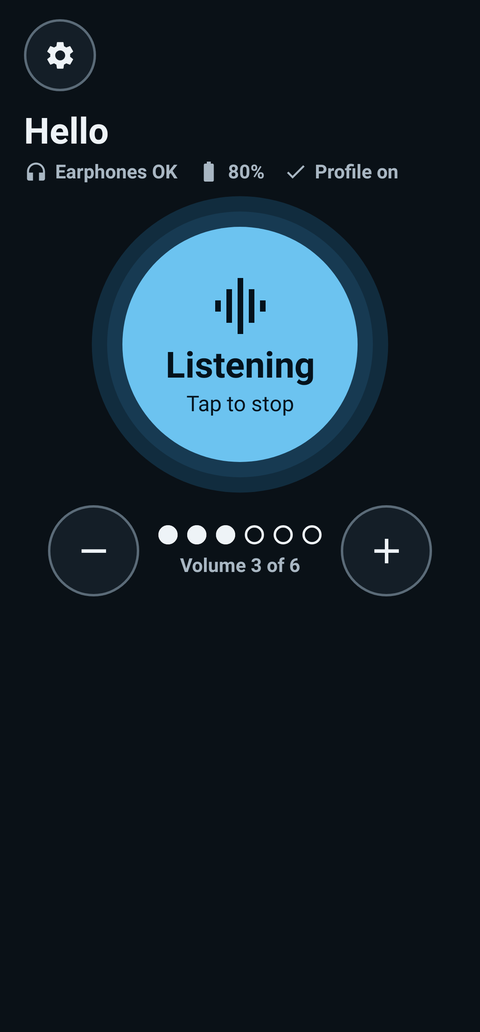 Hello
Earphones OK 80% Profile on
Listening
Tap to stop
Volume 3 of 6